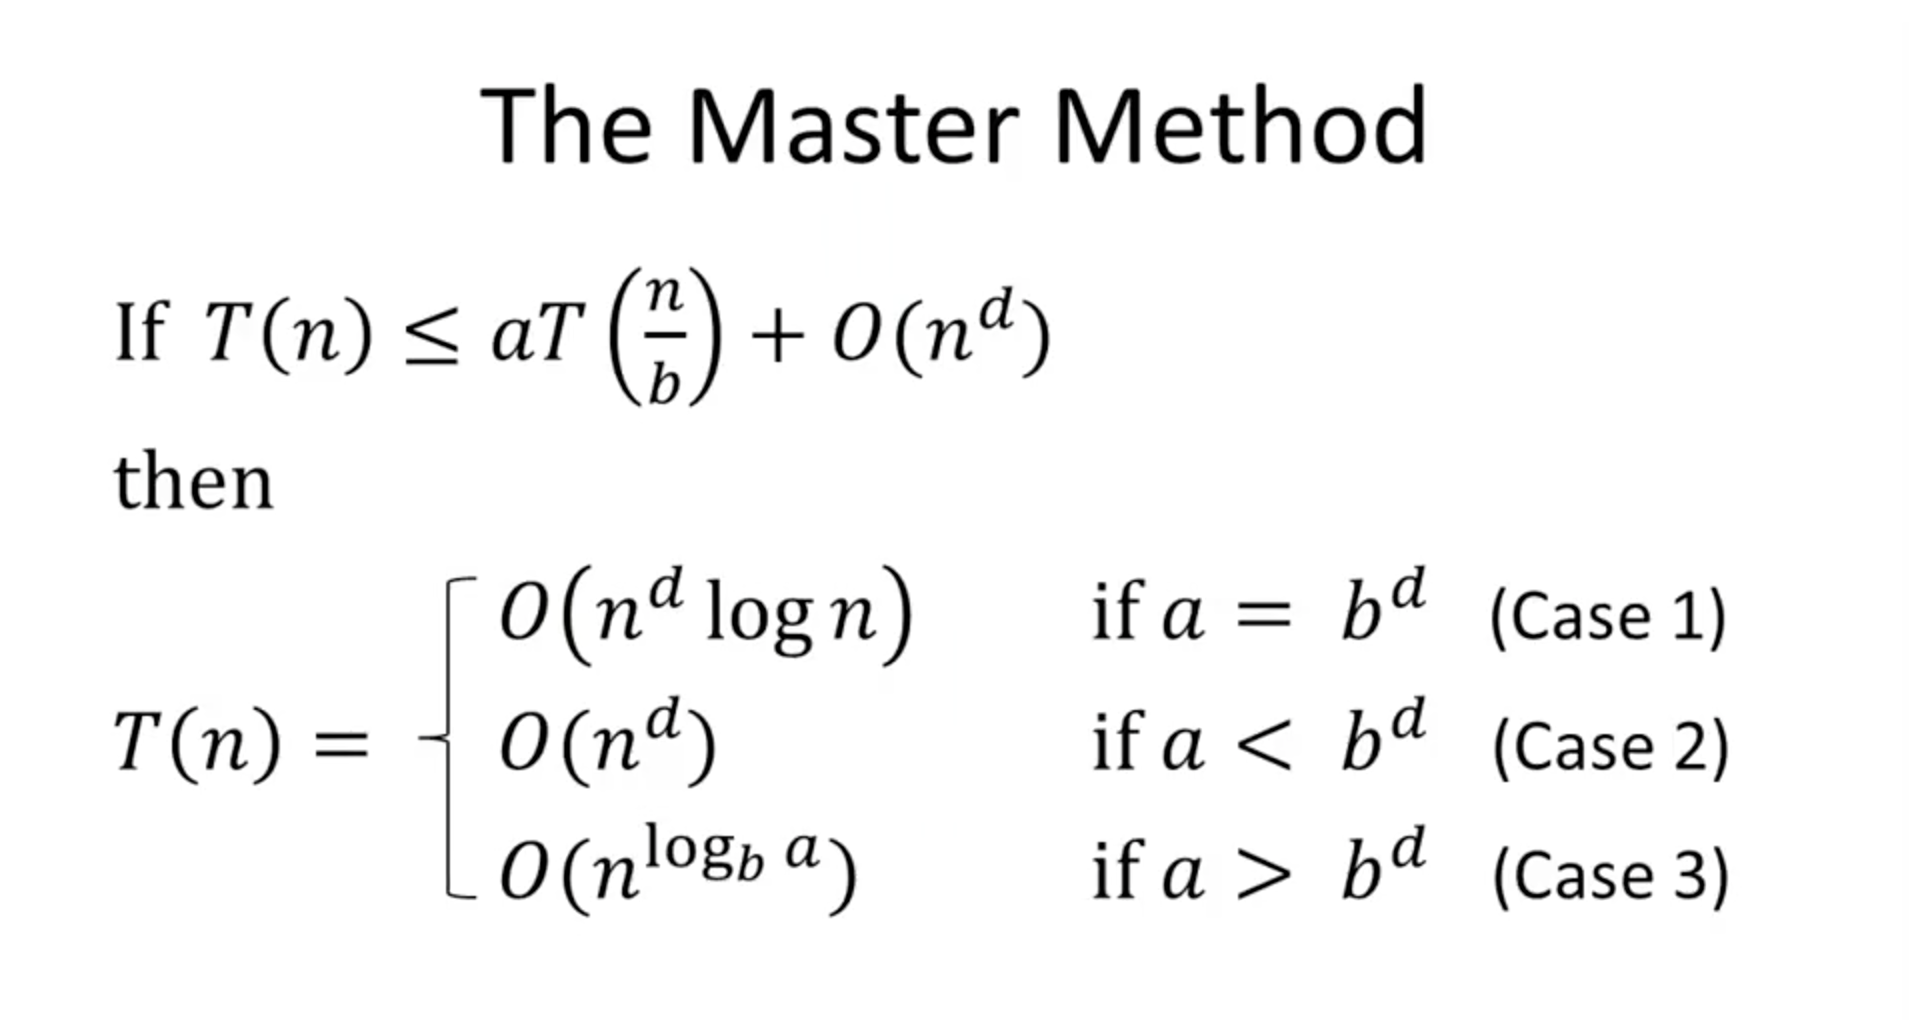 The Master Method
If T(n) ≤ aT(n/b) + O(n^d)
then
T(n) =
O(n^d log n) if a = b^d (Case 1)
O(n^d) if a < b^d (Case 2)
O(n^(log_b a)) if a > b^d (Case 3)